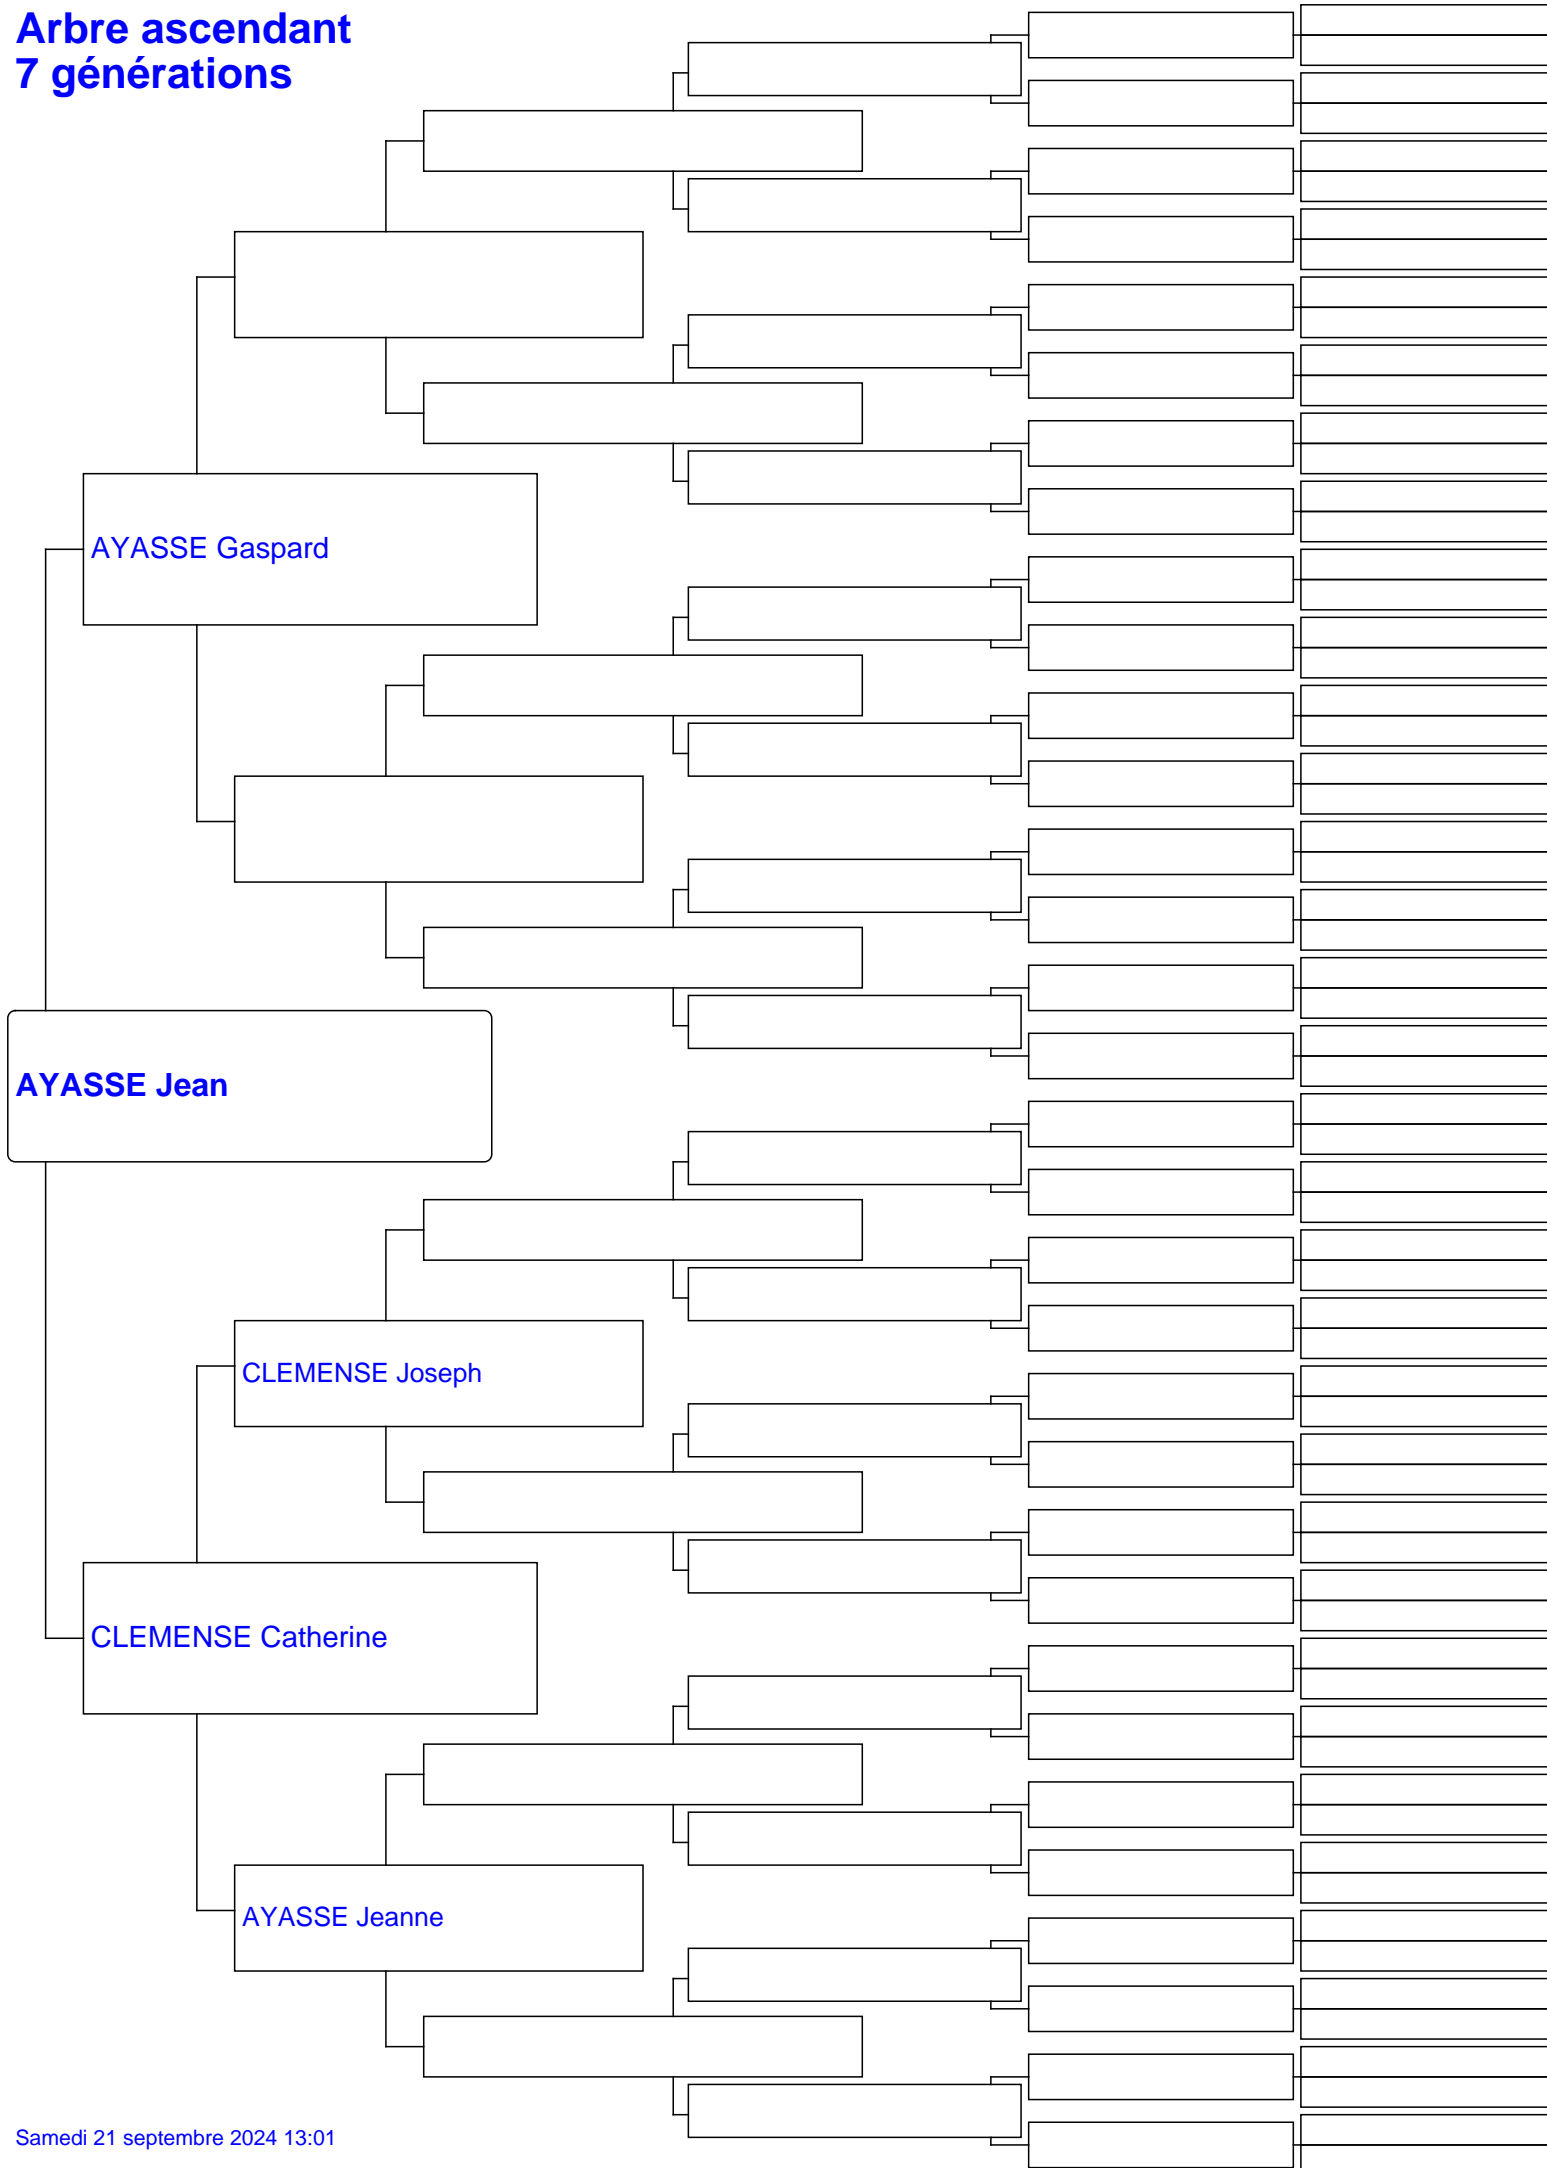 Arbre ascendant
7 générations
AYASSE Gaspard
AYASSE Jean
CLEMENSE Joseph
CLEMENSE Catherine
AYASSE Jeanne
Samedi 21 septembre 2024 13:01